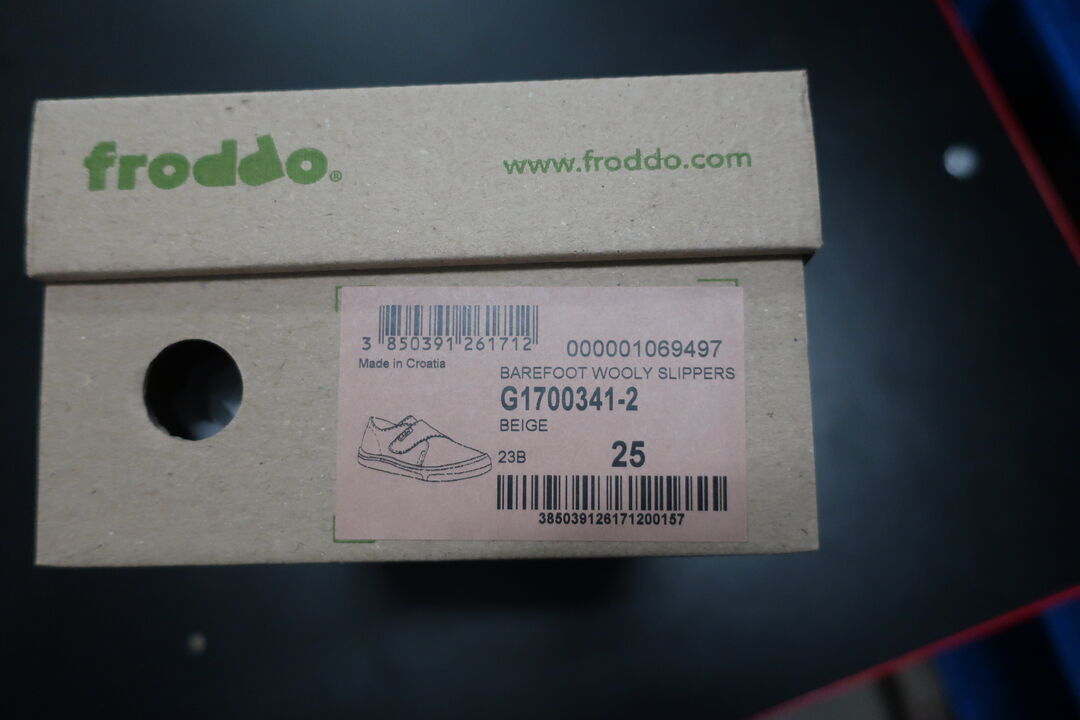 froddo®
www.froddo.com
3 850391 261712
000001069497
Made in Croatia
BAREFOOT WOOLY SLIPPERS
G1700341-2
BEIGE
23B
25
385039126171200157